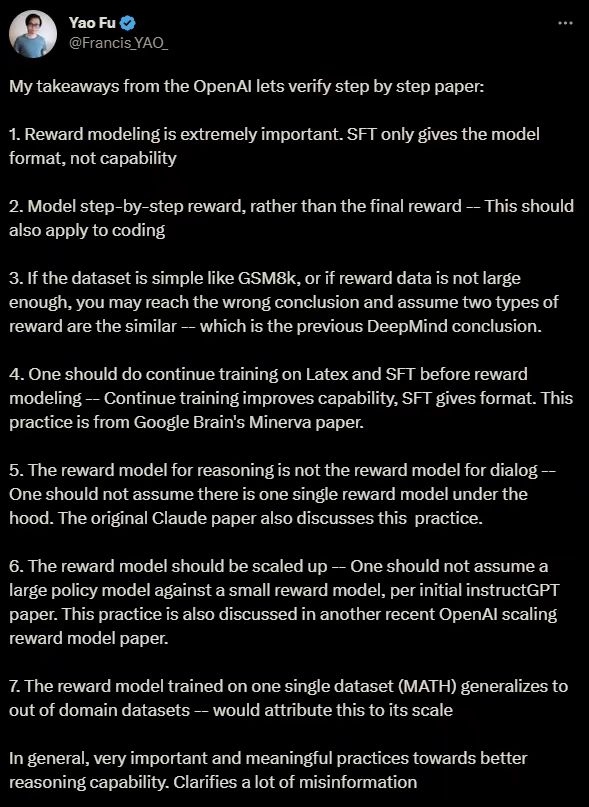 Yao Fu
@Francis_YAO_
My takeaways from the OpenAI lets verify step by step paper:
1. Reward modeling is extremely important. SFT only gives the model
format, not capability
2. Model step-by-step reward, rather than the final reward -- This should
also apply to coding
3. If the dataset is simple like GSM8k, or if reward data is not large
enough, you may reach the wrong conclusion and assume two types of
reward are the similar -- which is the previous DeepMind conclusion.
4. One should do continue training on Latex and SFT before reward
modeling -- Continue training improves capability, SFT gives format. This
practice is from Google Brain's Minerva paper.
5. The reward model for reasoning is not the reward model for dialog --
One should not assume there is one single reward model under the
hood. The original Claude paper also discusses this  practice.
6. The reward model should be scaled up -- One should not assume a
large policy model against a small reward model, per initial instructGPT
paper. This practice is also discussed in another recent OpenAI scaling
reward model paper.
7. The reward model trained on one single dataset (MATH) generalizes to
out of domain datasets -- would attribute this to its scale
In general, very important and meaningful practices towards better
reasoning capability. Clarifies a lot of misinformation